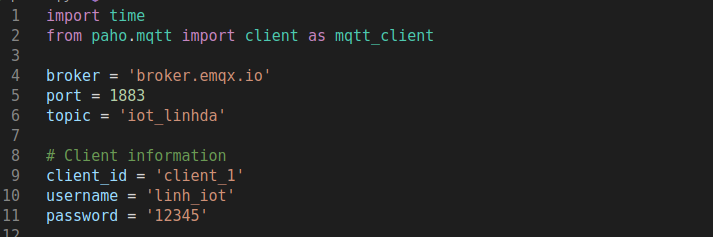 1 import time
2 from paho.mqtt import client as mqtt_client
3
4 broker = 'broker.emqx.io'
5 port = 1883
6 topic = 'iot_linhda'
7
8 # Client information
9 client_id = 'client_1'
10 username = 'linh_iot'
11 password = '12345'
12